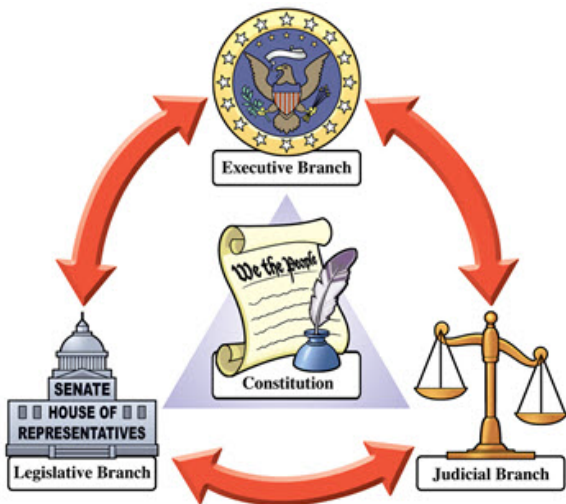 Executive Branch
We the People
Constitution
SENATE
HOUSE OF
REPRESENTATIVES
Legislative Branch
Judicial Branch